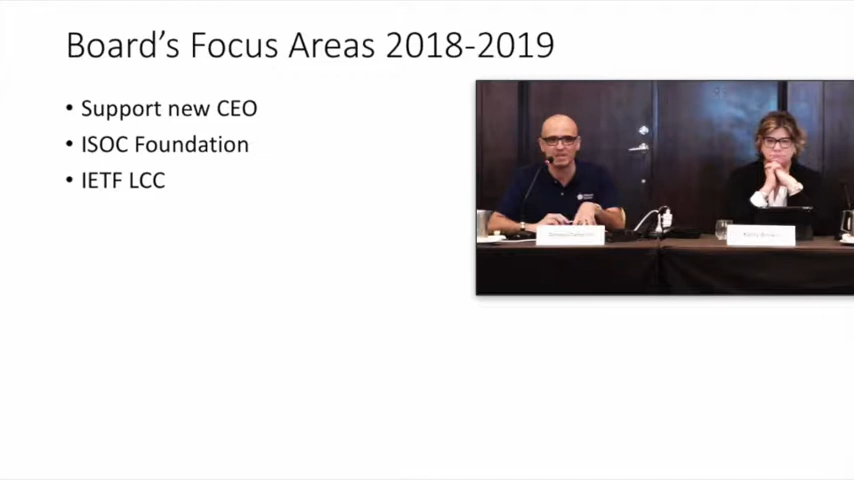 Board's Focus Areas 2018-2019
• Support new CEO
• ISOC Foundation
• IETF LCC